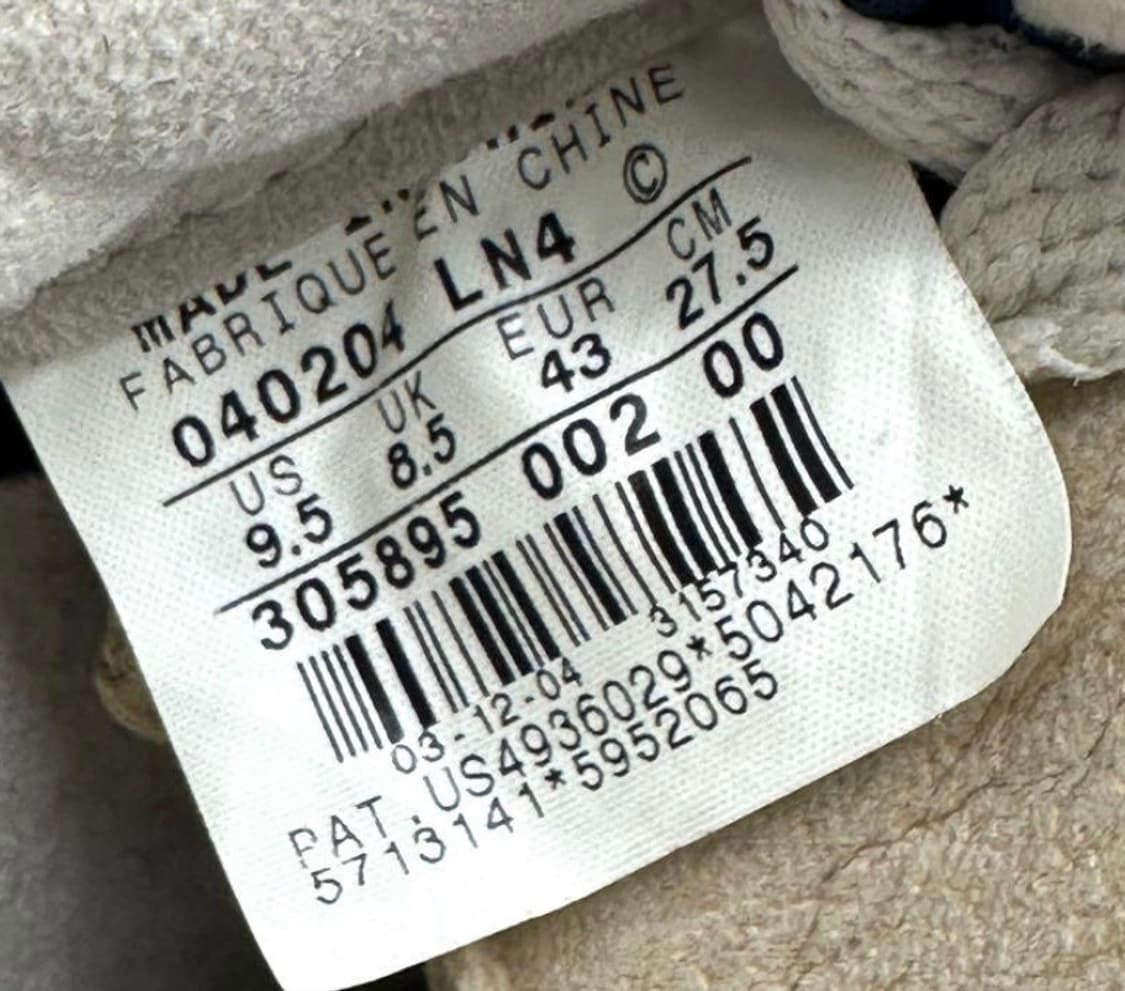 MADE
FABRIQUE EN CHINE
040204 LN4 ©
US UK EUR CM
9.5 8.5 43 27.5
305895 002 00
03-12-04 3157340
PAT. US4936029*5042176*
5713141*5952065